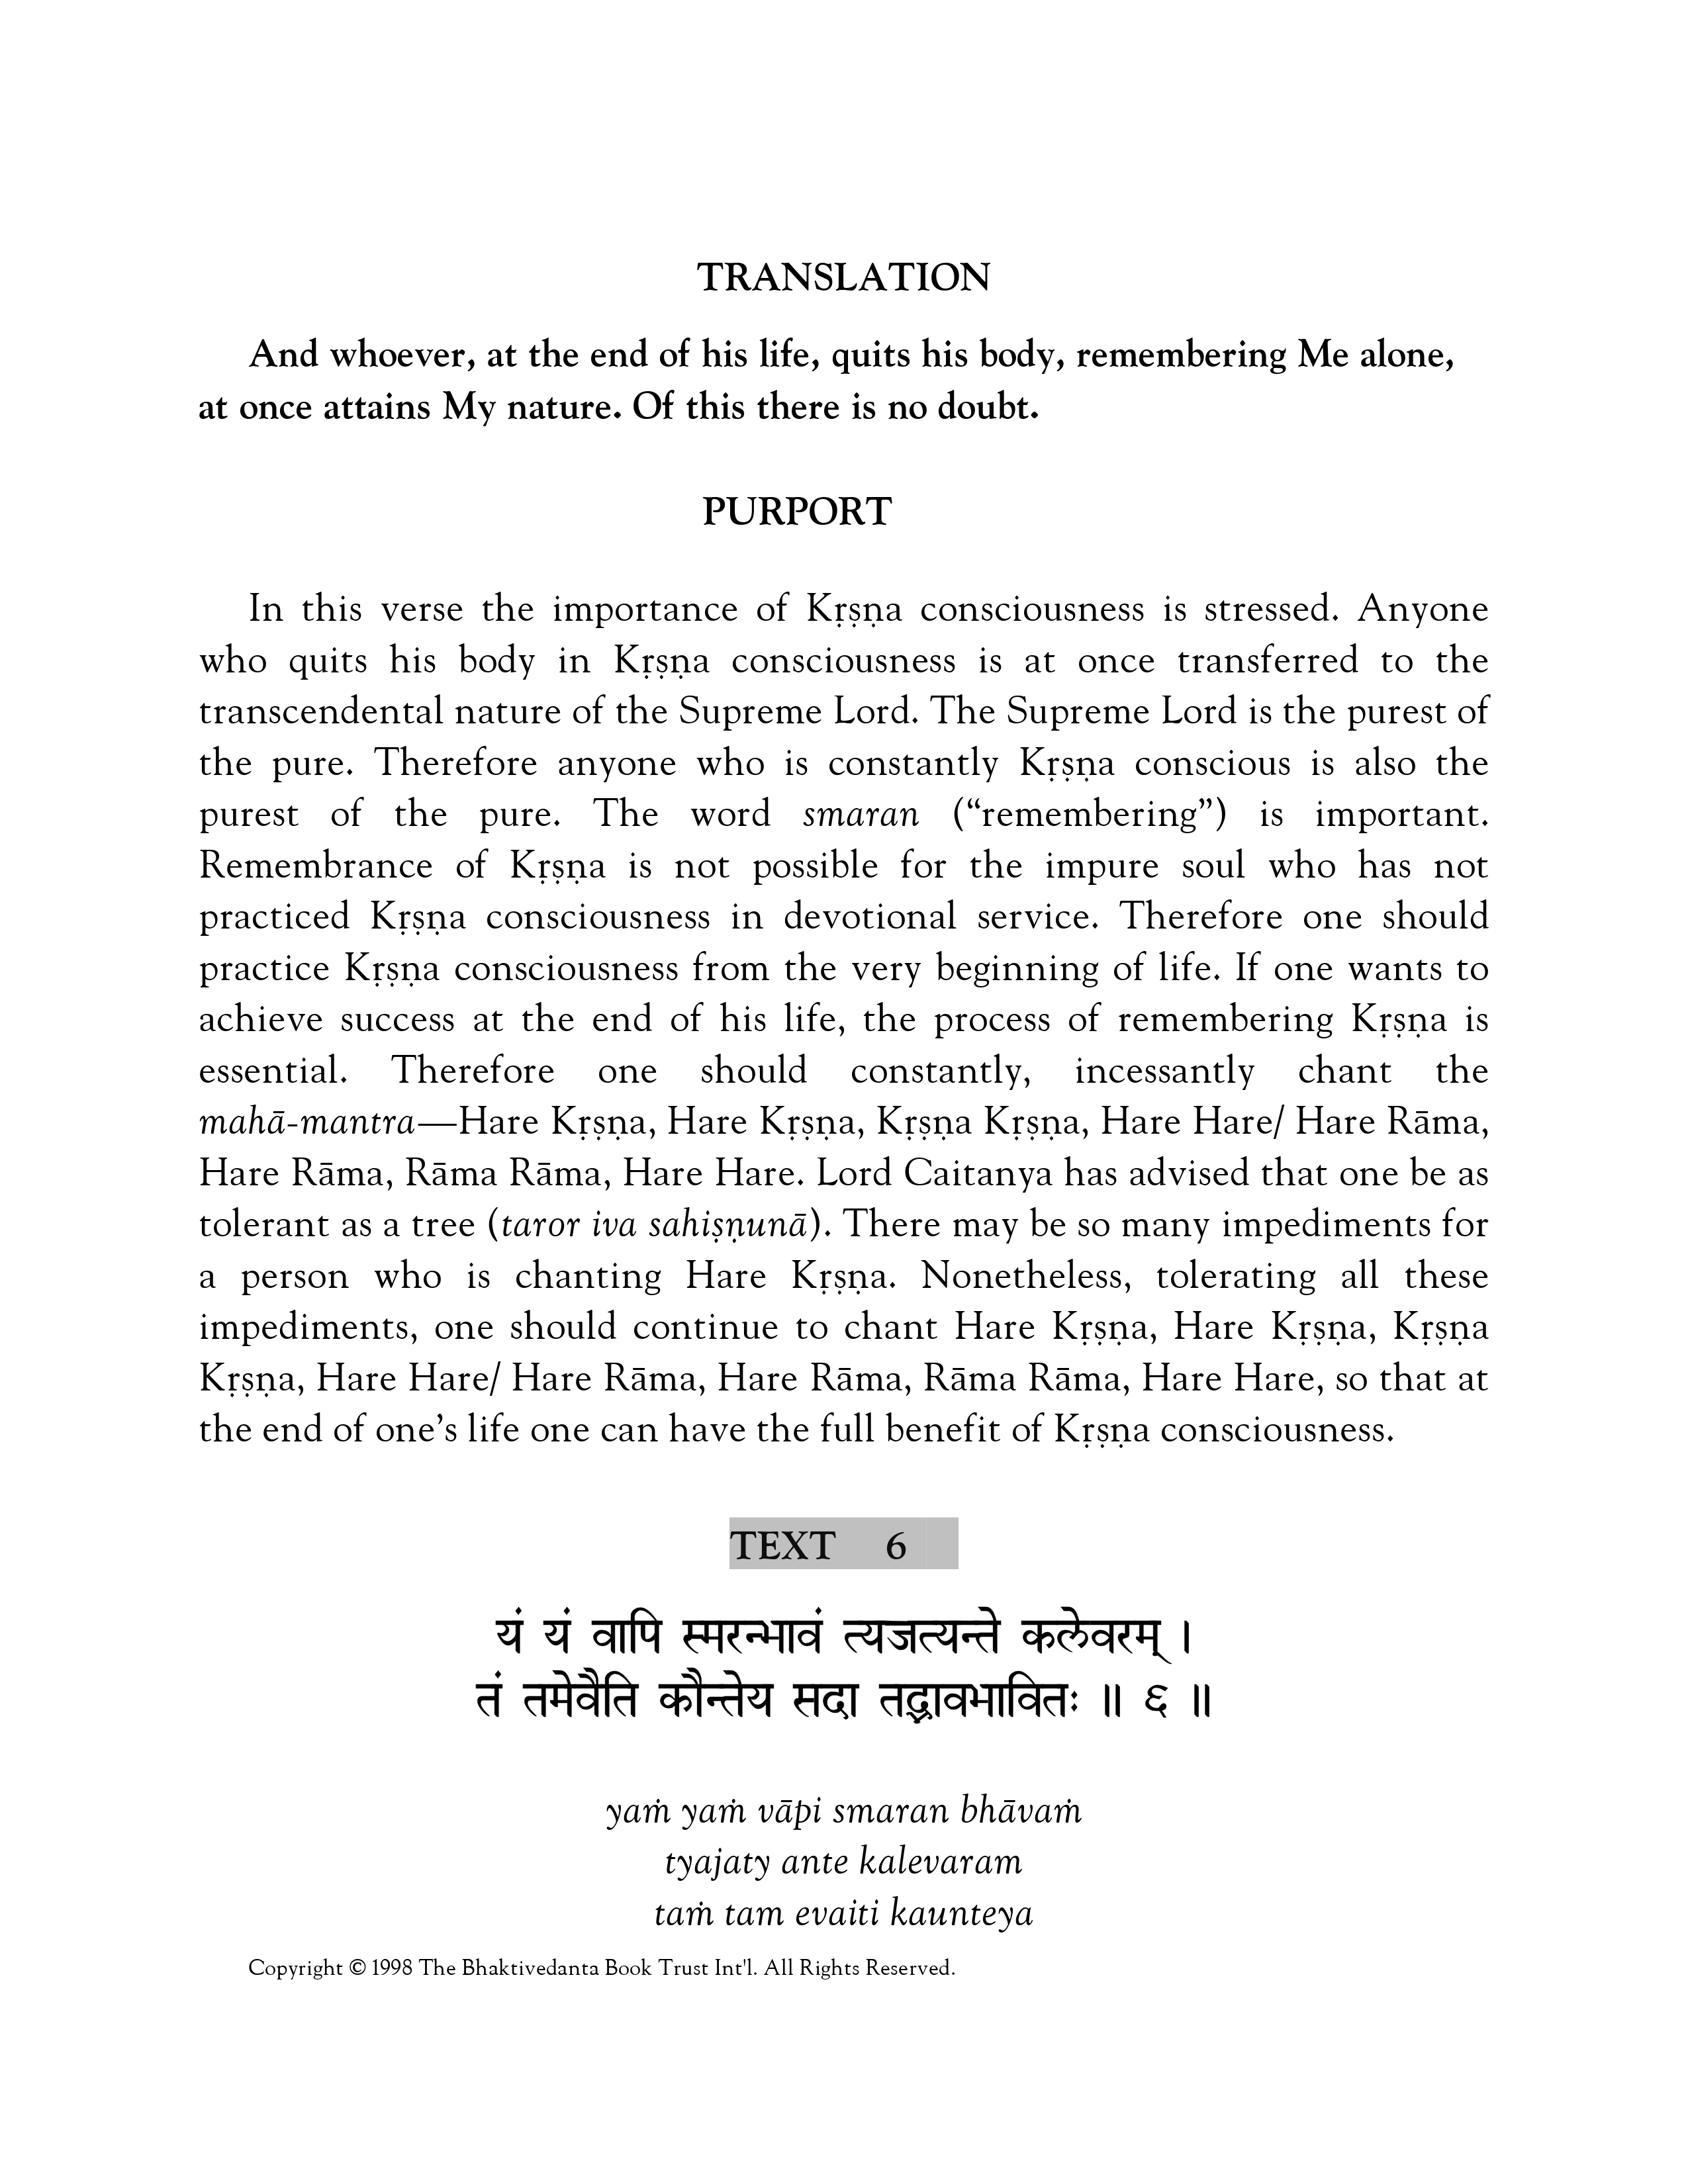 TRANSLATION
And whoever, at the end of his life, quits his body, remembering Me alone,
at once attains My nature. Of this there is no doubt.
PURPORT
In this verse the importance of Kṛṣṇa consciousness is stressed. Anyone
who quits his body in Kṛṣṇa consciousness is at once transferred to the
transcendental nature of the Supreme Lord. The Supreme Lord is the purest of
the pure. Therefore anyone who is constantly Kṛṣṇa conscious is also the
purest of the pure. The word smaran (“remembering”) is important.
Remembrance of Kṛṣṇa is not possible for the impure soul who has not
practiced Kṛṣṇa consciousness in devotional service. Therefore one should
practice Kṛṣṇa consciousness from the very beginning of life. If one wants to
achieve success at the end of his life, the process of remembering Kṛṣṇa is
essential. Therefore one should constantly, incessantly chant the
mahā-mantra—Hare Kṛṣṇa, Hare Kṛṣṇa, Kṛṣṇa Kṛṣṇa, Hare Hare/ Hare Rāma,
Hare Rāma, Rāma Rāma, Hare Hare. Lord Caitanya has advised that one be as
tolerant as a tree (taror iva sahiṣṇunā). There may be so many impediments for
a person who is chanting Hare Kṛṣṇa. Nonetheless, tolerating all these
impediments, one should continue to chant Hare Kṛṣṇa, Hare Kṛṣṇa, Kṛṣṇa
Kṛṣṇa, Hare Hare/ Hare Rāma, Hare Rāma, Rāma Rāma, Hare Hare, so that at
the end of one’s life one can have the full benefit of Kṛṣṇa consciousness.
TEXT 6
यं यं वापि स्मरन्भावं त्यजत्यन्ते कलेवरम् ।
तं तमेवैति कौन्तेय सदा तद्भावभावितः ॥ ६ ॥
yaṁ yaṁ vāpi smaran bhāvaṁ
tyajaty ante kalevaram
taṁ tam evaiti kaunteya
Copyright © 1998 The Bhaktivedanta Book Trust Int'l. All Rights Reserved.